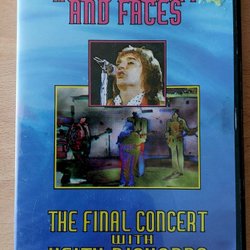 AND FACES
THE FINAL CONCERT
WITH
KEITH RICHARDS